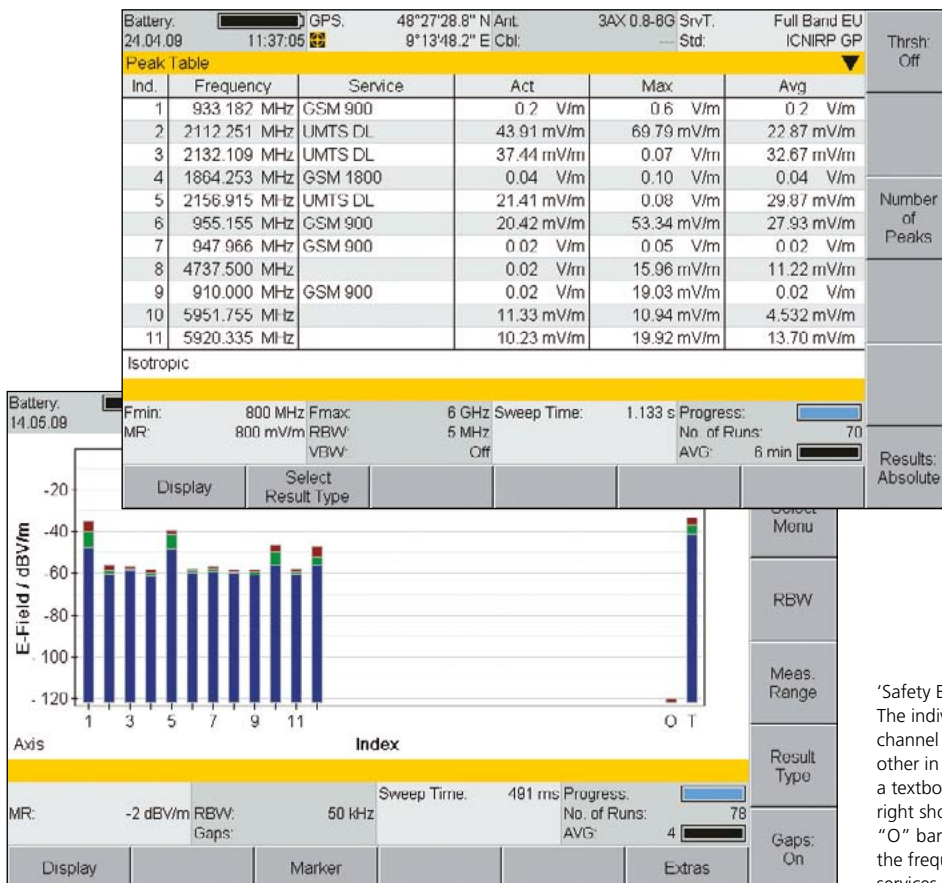 Battery: GPS: 48°27'28.8" N Ant: 3AX 0.8-6G SrvT: Full Band EU
24.04.09 11:37:05 9°13'48.2" E Cbl: --- Std: ICNIRP GP
Thrsh:
Off
Peak Table
Ind. Frequency Service Act Max Avg
1 933.182 MHz GSM 900 0.2 V/m 0.6 V/m 0.2 V/m
2 2112.251 MHz UMTS DL 43.91 mV/m 69.79 mV/m 22.87 mV/m
3 2132.109 MHz UMTS DL 37.44 mV/m 0.07 V/m 32.67 mV/m
4 1864.253 MHz GSM 1800 0.04 V/m 0.10 V/m 0.04 V/m
5 2156.915 MHz UMTS DL 21.41 mV/m 0.08 V/m 29.87 mV/m
6 955.155 MHz GSM 900 20.42 mV/m 53.34 mV/m 27.93 mV/m
7 947.966 MHz GSM 900 0.02 V/m 0.05 V/m 0.02 V/m
8 4737.500 MHz 0.02 V/m 15.96 mV/m 11.22 mV/m
9 910.000 MHz GSM 900 0.02 V/m 19.03 mV/m 0.02 V/m
10 5951.755 MHz 11.33 mV/m 10.94 mV/m 4.532 mV/m
11 5920.335 MHz 10.23 mV/m 19.92 mV/m 13.70 mV/m
Number
of
Peaks
Isotropic
Fmin: 800 MHz Fmax: 6 GHz Sweep Time: 1.133 s Progress:
MR: 800 mV/m RBW: 5 MHz No. of Runs: 70
VBW: Off AVG: 6 min
Results:
Absolute
Display
Select
Result Type
Battery:
14.05.09
E-Field / dBV/m
-20
-40
-60
-80
-100
-120
1 3 5 7 9 11 O T
Axis Index
Menu
RBW
Meas.
Range
Result
Type
Gaps:
On
Sweep Time: 491 ms Progress:
MR: -2 dBV/m RBW: 50 kHz No. of Runs: 78
Gaps: AVG: 4
Display Marker Extras
'Safety
The
channel
other in
a
right
"O" bar
the
services